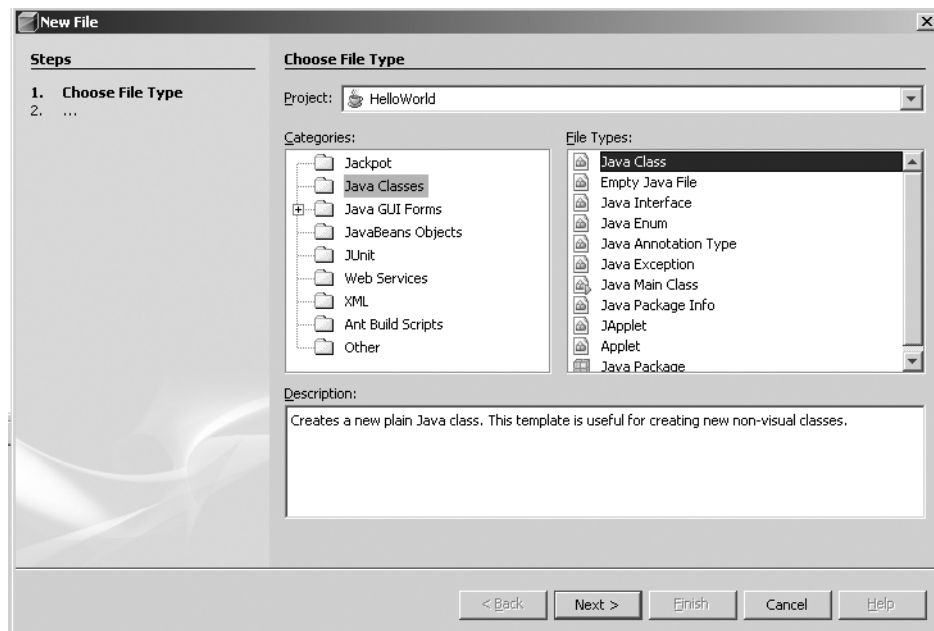 New File
Steps
1. Choose File Type
2. ...
Choose File Type
Project: HelloWorld
Categories:
Jackpot
Java Classes
Java GUI Forms
JavaBeans Objects
JUnit
Web Services
XML
Ant Build Scripts
Other
File Types:
Java Class
Empty Java File
Java Interface
Java Enum
Java Annotation Type
Java Exception
Java Main Class
Java Package Info
JApplet
Applet
Java Package
Description:
Creates a new plain Java class. This template is useful for creating new non-visual classes.
< Back Next > Finish Cancel Help